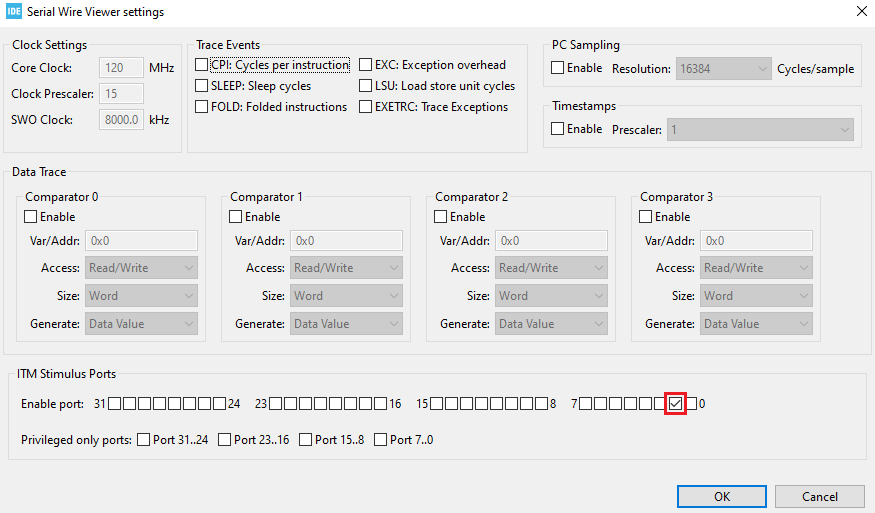 IDE Serial Wire Viewer settings
Clock Settings
Core Clock: 120 MHz
Clock Prescaler: 15
SWO Clock: 8000.0 kHz
Trace Events
CPI: Cycles per instruction EXC: Exception overhead
SLEEP: Sleep cycles LSU: Load store unit cycles
FOLD: Folded instructions EXETRC: Trace Exceptions
PC Sampling
Enable Resolution: 16384 Cycles/sample
Timestamps
Enable Prescaler: 1
Data Trace
Comparator 0
Enable
Var/Addr: 0x0
Access: Read/Write
Size: Word
Generate: Data Value
Comparator 1
Enable
Var/Addr: 0x0
Access: Read/Write
Size: Word
Generate: Data Value
Comparator 2
Enable
Var/Addr: 0x0
Access: Read/Write
Size: Word
Generate: Data Value
Comparator 3
Enable
Var/Addr: 0x0
Access: Read/Write
Size: Word
Generate: Data Value
ITM Stimulus Ports
Enable port: 31 24 23 16 15 8 7 0
Privileged only ports: Port 31..24 Port 23..16 Port 15..8 Port 7..0
OK Cancel